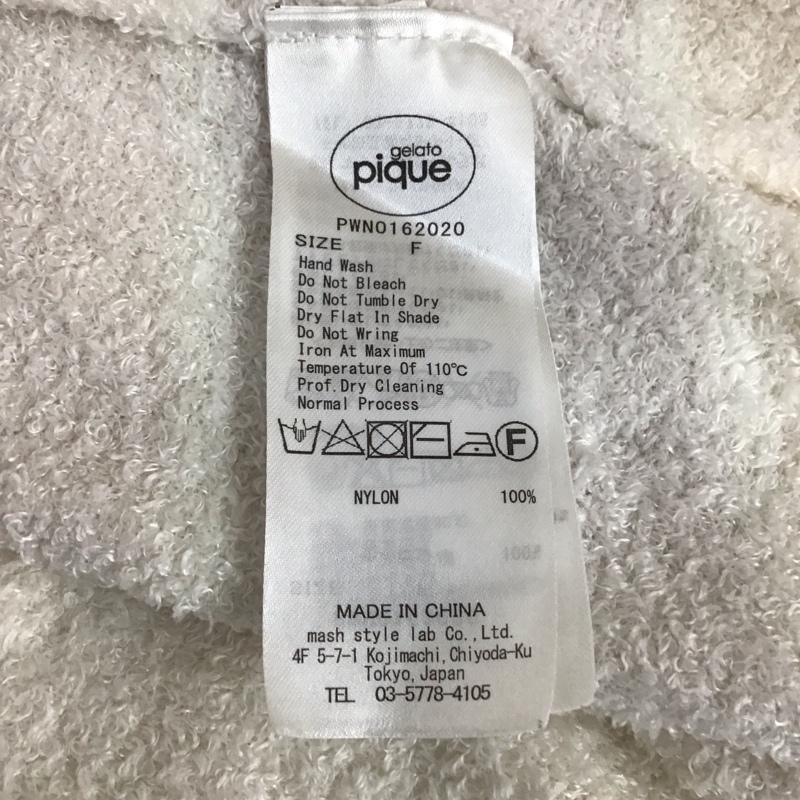 gelato
pique
PWNO162020
SIZE F
Hand Wash
Do Not Bleach
Do Not Tumble Dry
Dry Flat In Shade
Do Not Wring
Iron At Maximum
Temperature Of 110℃
Prof.Dry Cleaning
Normal Process
F
NYLON 100%
MADE IN CHINA
mash style lab Co.,Ltd.
4F 5-7-1 Kojimachi,Chiyoda-Ku
Tokyo,Japan
TEL 03-5778-4105